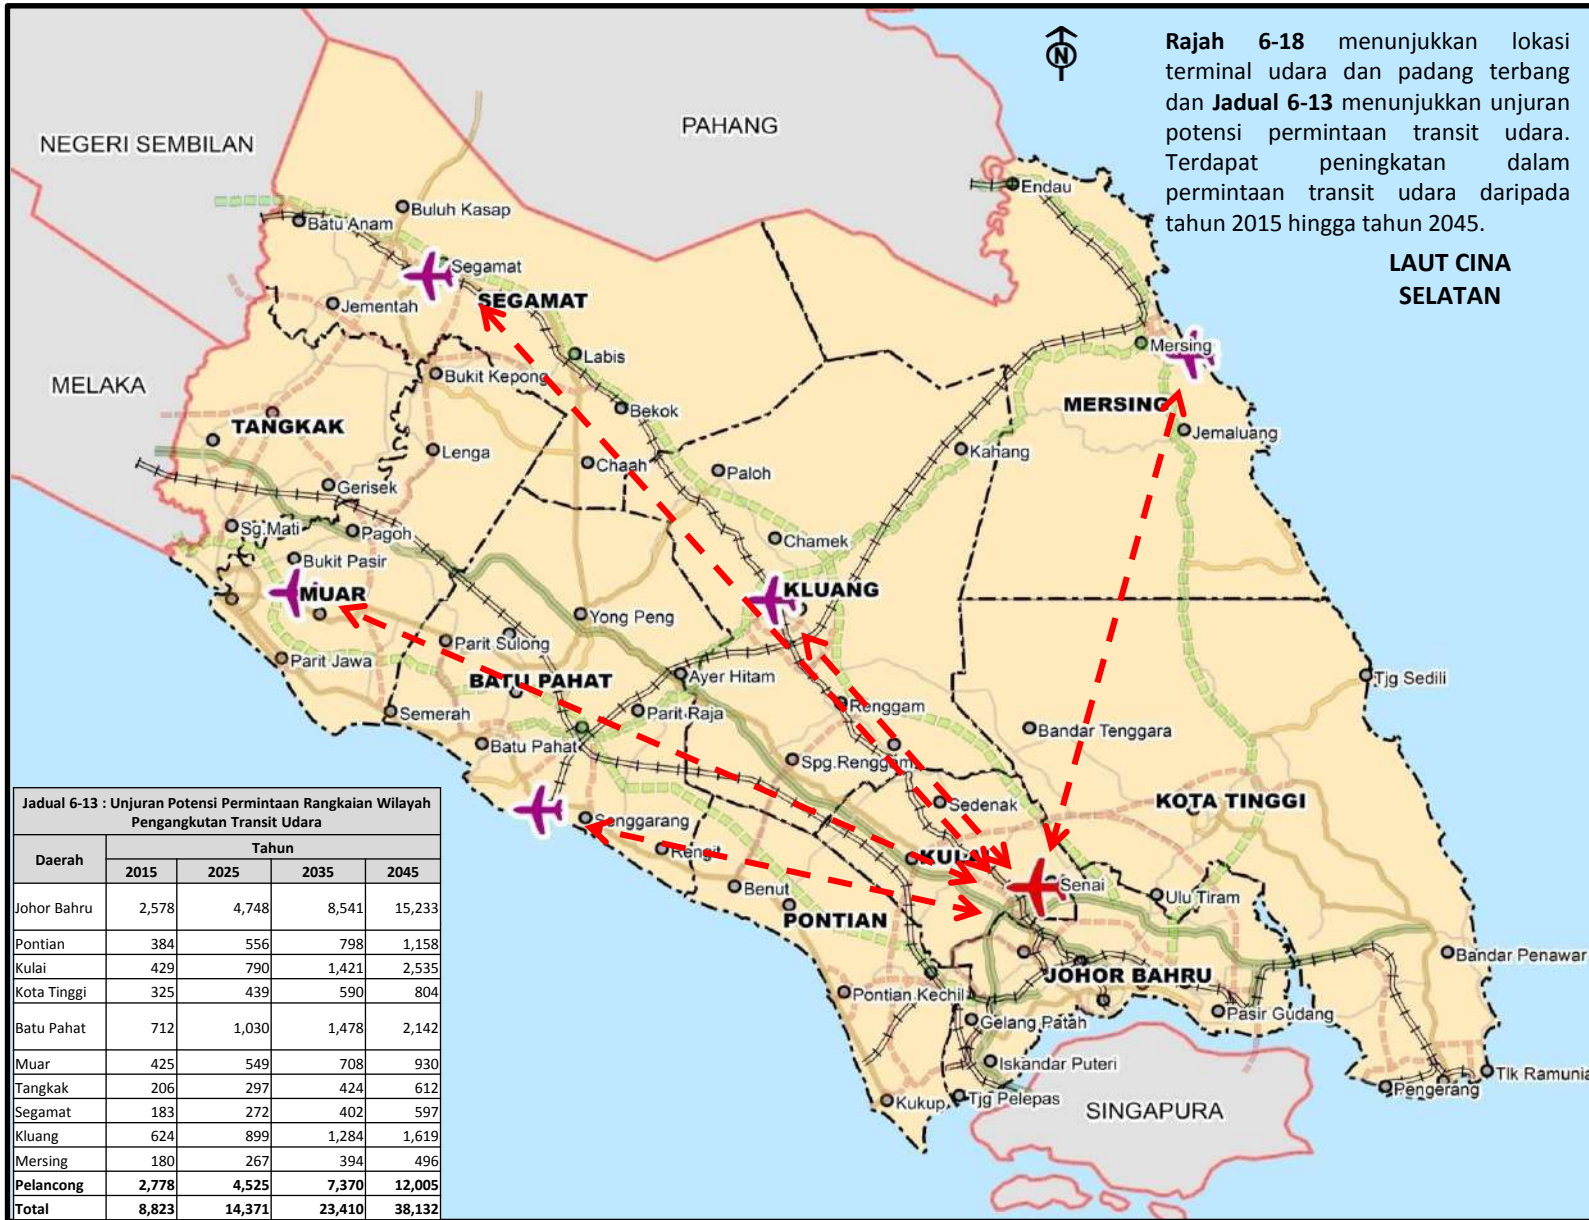 Rajah 6-18 menunjukkan lokasi
terminal udara dan padang terbang
dan Jadual 6-13 menunjukkan unjuran
potensi permintaan transit udara.
Terdapat peningkatan dalam
permintaan transit udara daripada
tahun 2015 hingga tahun 2045.
N
PAHANG
NEGERI SEMBILAN
Endau
Buluh Kasap
Batu Anam
LAUT CINA
SELATAN
Segamat
SEGAMAT
Jementah
Mersing
Labis
MELAKA
Bukit Kepong
MERSING
Bekok
TANGKAK
Jemaluang
Lenga
Kahang
Chaah
Paloh
Gerisek
Sg.Mati
Pagoh
Chamek
Bukit Pasir
MUAR
KLUANG
Yong Peng
Parit Sulong
Parit Jawa
BATU PAHAT
Ayer Hitam
Tjg Sedili
Semerah
Parit Raja
Renggam
Bandar Tenggara
Batu Pahat
Spg.Renggam
Sedenak
KOTA TINGGI
Senggarang
Rengit
KULAI
Benut
Senai
Ulu Tiram
PONTIAN
Bandar Penawar
JOHOR BAHRU
Pontian Kechil
Gelang Patah
Pasir Gudang
Iskandar Puteri
Tlk Ramunia
Pengerang
Kukup
Tjg Pelepas
SINGAPURA
Jadual 6-13 : Unjuran Potensi Permintaan Rangkaian Wilayah
Pengangkutan Transit Udara
Daerah Tahun
2015 2025 2035 2045
Johor Bahru 2,578 4,748 8,541 15,233
Pontian 384 556 798 1,158
Kulai 429 790 1,421 2,535
Kota Tinggi 325 439 590 804
Batu Pahat 712 1,030 1,478 2,142
Muar 425 549 708 930
Tangkak 206 297 424 612
Segamat 183 272 402 597
Kluang 624 899 1,284 1,619
Mersing 180 267 394 496
Pelancong 2,778 4,525 7,370 12,005
Total 8,823 14,371 23,410 38,132